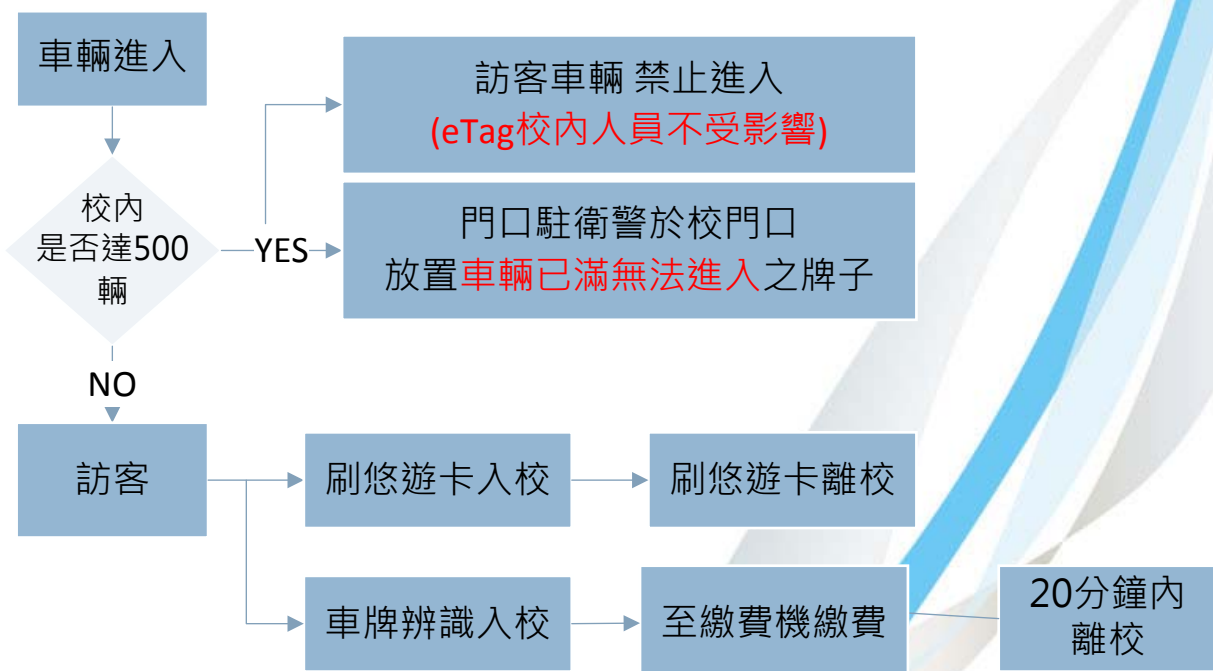 車輛進入
訪客車輛 禁止進入
(eTag校內人員不受影響)
校內
是否達500
輛
YES
門口駐衛警於校門口
放置車輛已滿無法進入之牌子
NO
訪客
刷悠遊卡入校
刷悠遊卡離校
車牌辨識入校
至繳費機繳費
20分鐘內
離校